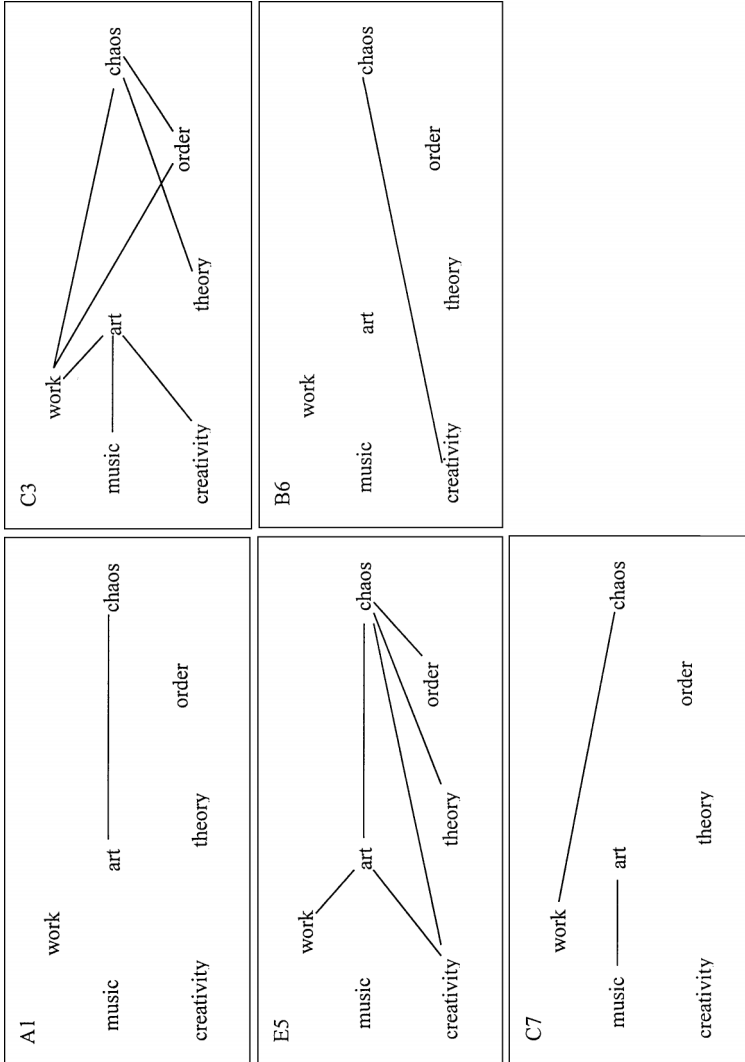 A1
work
music art chaos
order
creativity theory
C3
work
music art chaos
order
creativity theory
E5
work
music art chaos
order
creativity theory
B6
work
music art chaos
order
creativity theory
C7
work
music art chaos
order
creativity theory